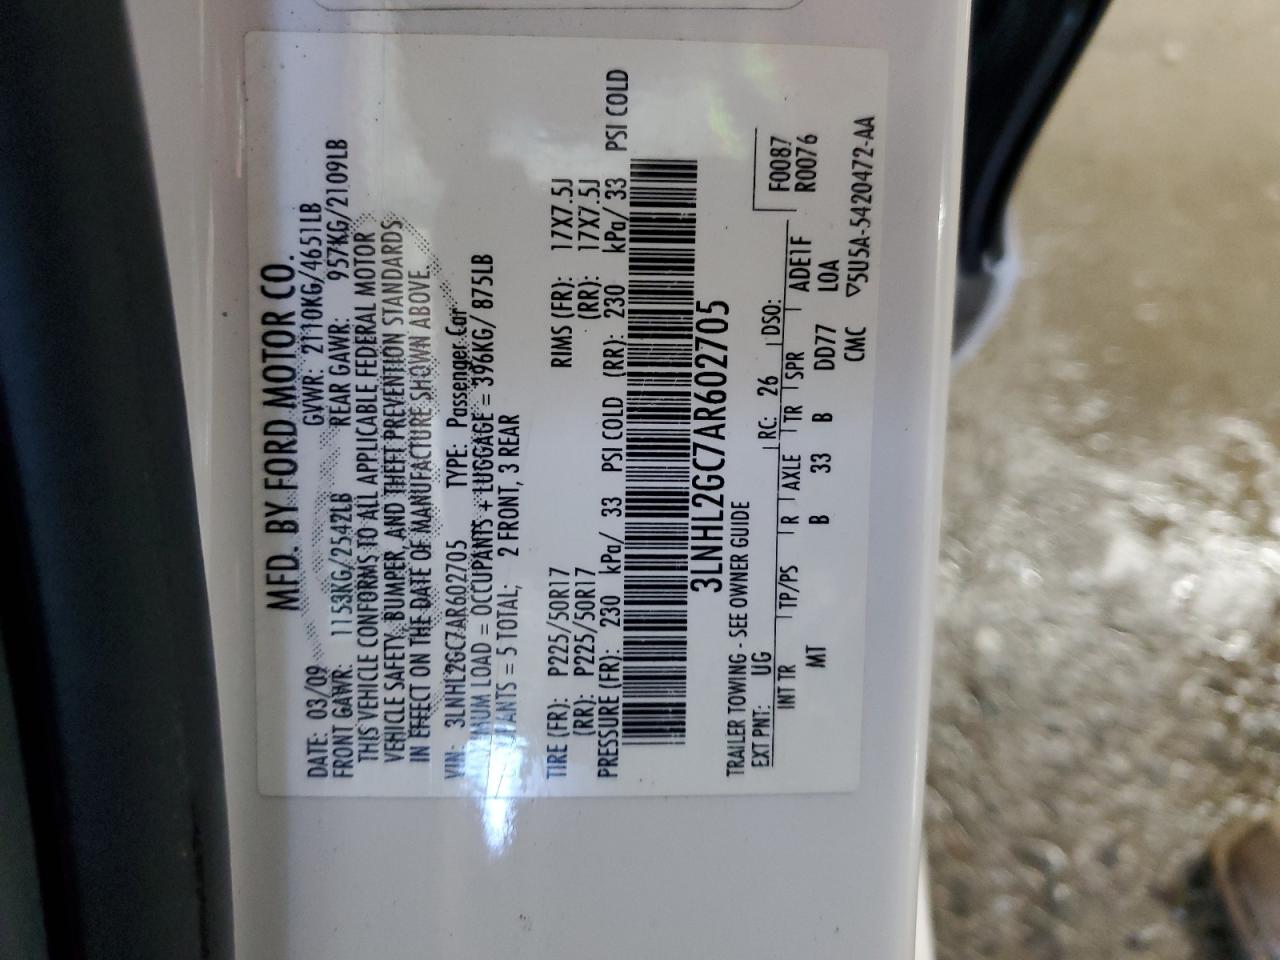 MFD. BY FORD MOTOR CO.
DATE: 03/09 GVWR: 2110KG/4651LB
FRONT GAWR: 1153KG/2542LB REAR GAWR: 957KG/2109LB
THIS VEHICLE CONFORMS TO ALL APPLICABLE FEDERAL MOTOR
VEHICLE SAFETY, BUMPER, AND THEFT PREVENTION STANDARDS
IN EFFECT ON THE DATE OF MANUFACTURE SHOWN ABOVE.
VIN: 3LNHL2GC7AR602705 TYPE: Passenger Car
LOAD = OCCUPANTS + LUGGAGE = 396KG/ 875LB
= 5 TOTAL; 2 FRONT, 3 REAR
TIRE (FR): P225/50R17 RIMS (FR): 17X7.5J
(RR): P225/50R17 (RR): 17X7.5J
PRESSURE (FR): 230 kPa/ 33 PSI COLD (RR): 230 kPa/ 33 PSI COLD
3LNHL2GC7AR602705
TRAILER TOWING - SEE OWNER GUIDE
EXT PNT: UG RC: 26 DSO:
INT TR TP/PS R AXLE TR SPR ADE1F
MT B 33 B DD77 LOA
CMC 5U5A-5420472-AA
F0087
R0076